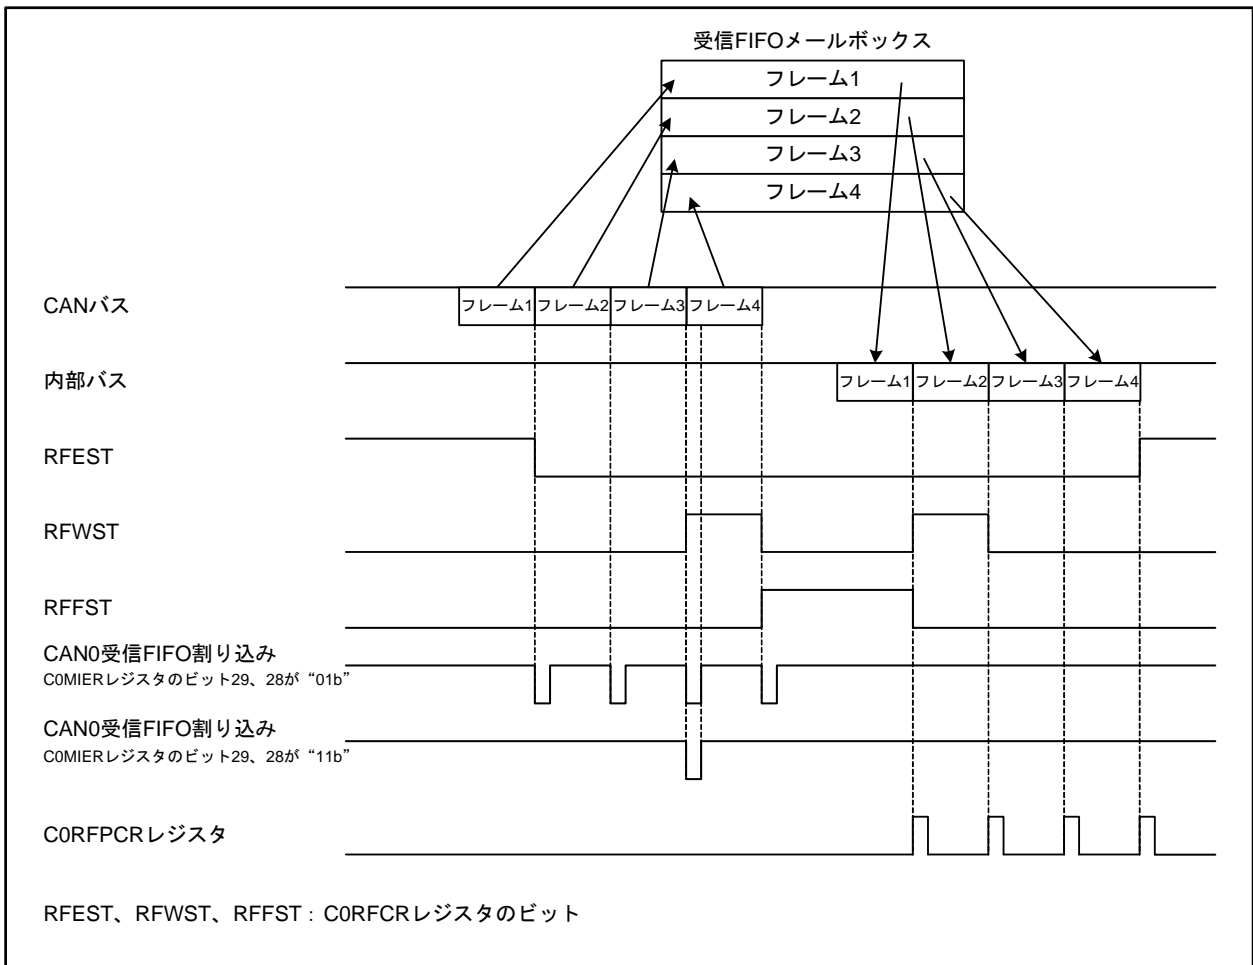 受信FIFOメールボックス
フレーム1
フレーム2
フレーム3
フレーム4
CANバス
フレーム1 フレーム2 フレーム3 フレーム4
内部バス
フレーム1 フレーム2 フレーム3 フレーム4
RFEST
RFWST
RFFST
CAN0受信FIFO割り込み
C0MIERレジスタのビット29、28が“01b”
CAN0受信FIFO割り込み
C0MIERレジスタのビット29、28が“11b”
C0RFPCRレジスタ
RFEST、RFWST、RFFST : C0RFCRレジスタのビット